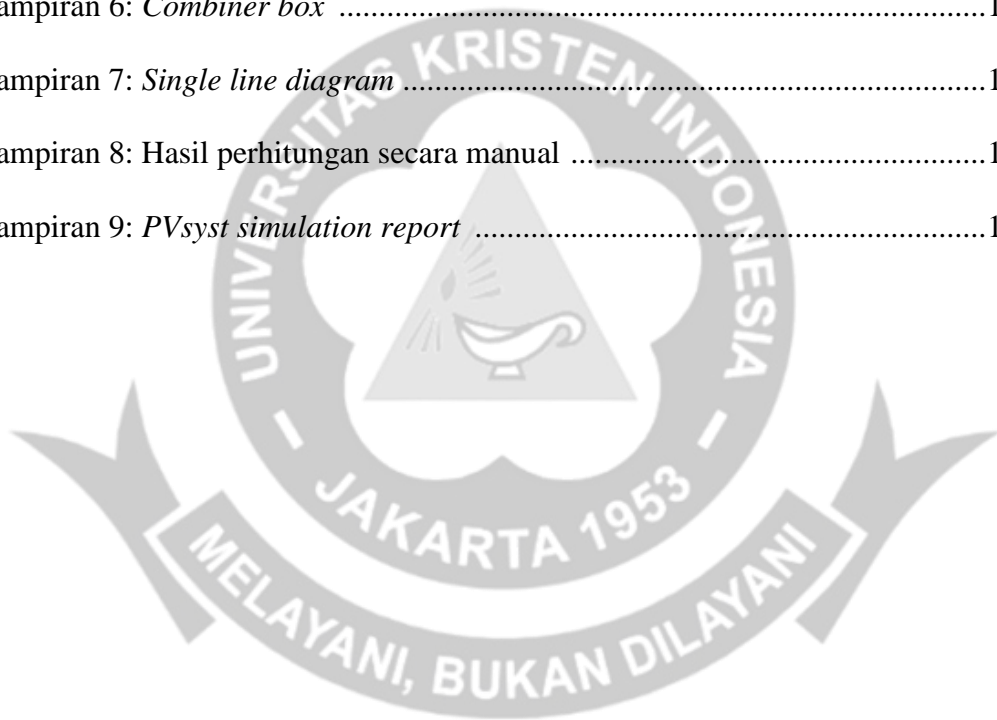 ampiran 6: Combiner box ........................................................................................1
ampiran 7: Single line diagram ................................................................................1
ampiran 8: Hasil perhitungan secara manual .........................................................1
ampiran 9: PVsyst simulation report ......................................................................1
UNIVERSITAS KRISTEN INDONESIA
- JAKARTA 1953 -
MELAYANI, BUKAN DILAYANI